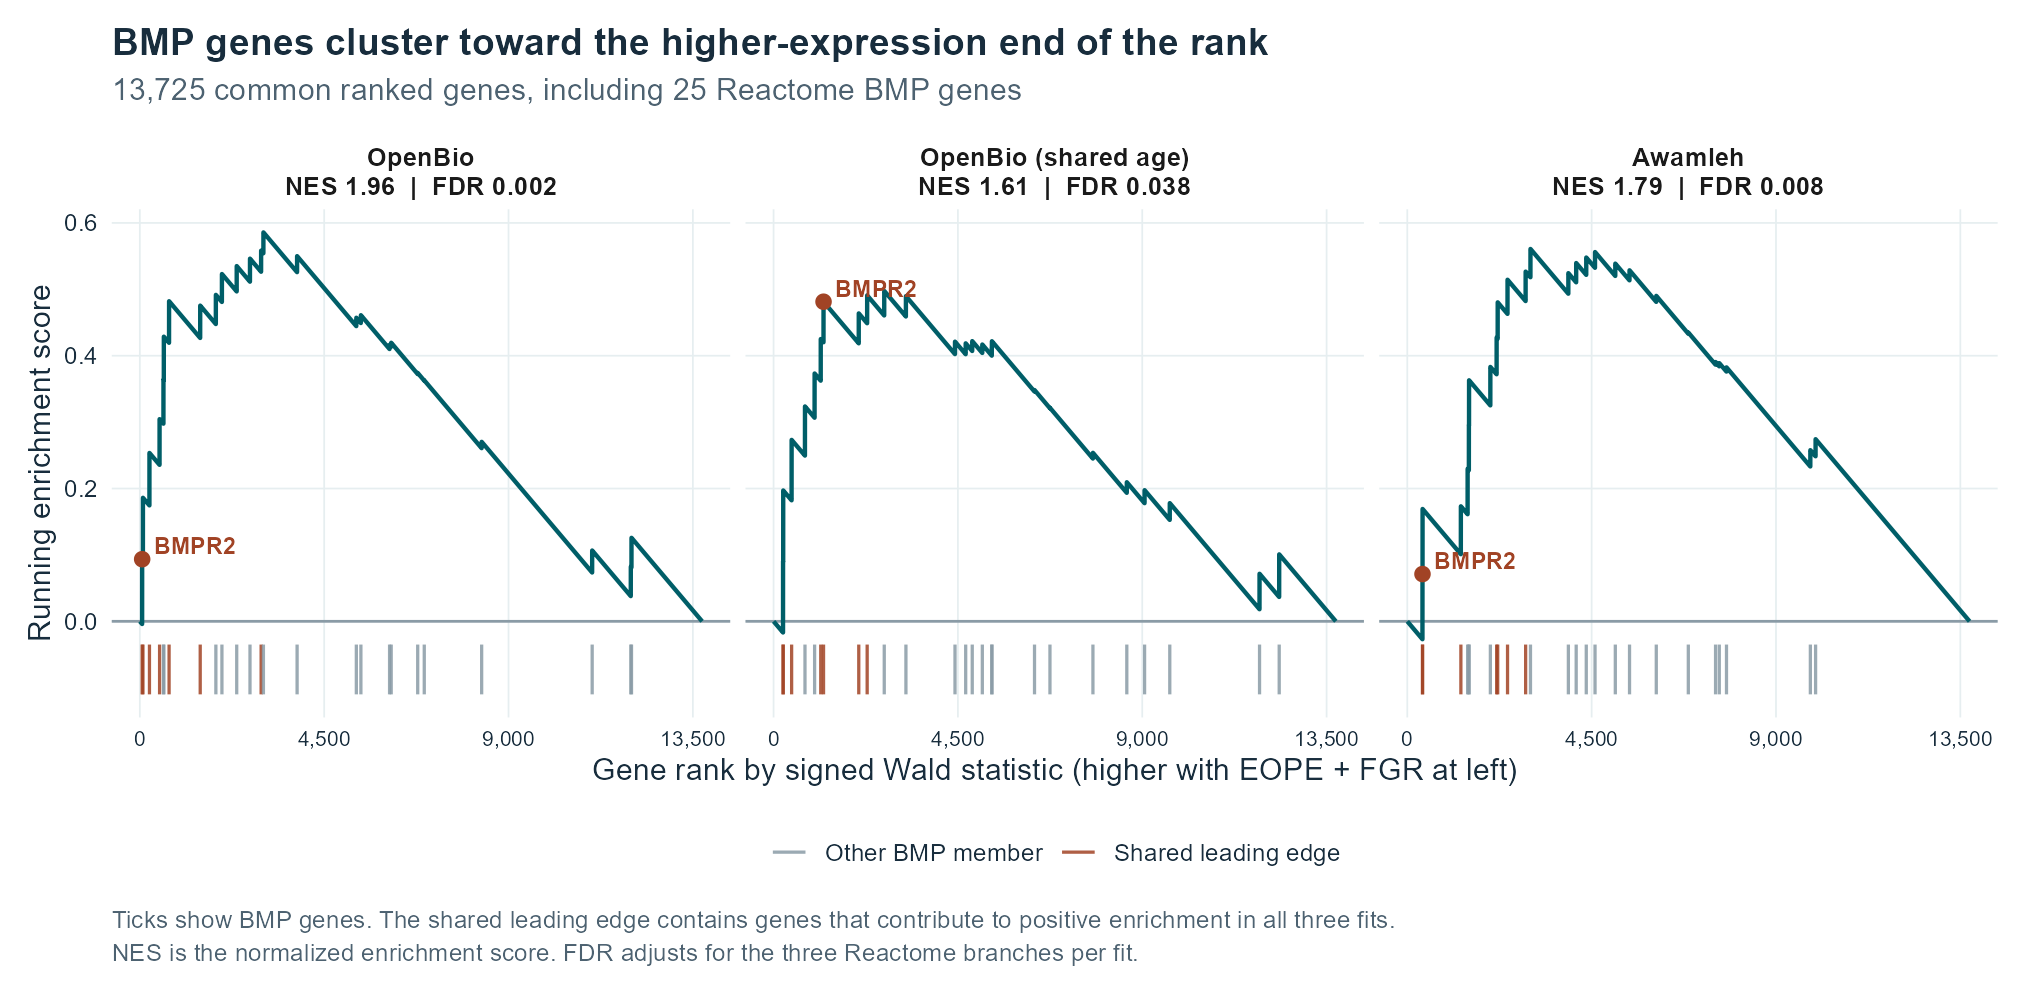 BMP genes cluster toward the higher-expression end of the rank
13,725 common ranked genes, including 25 Reactome BMP genes
OpenBio
NES 1.96 | FDR 0.002
OpenBio (shared age)
NES 1.61 | FDR 0.038
Awamleh
NES 1.79 | FDR 0.008
Running enrichment score
0.6
0.4
0.2
0.0
BMPR2
BMPR2
BMPR2
0 4,500 9,000 13,500
0 4,500 9,000 13,500
0 4,500 9,000 13,500
Gene rank by signed Wald statistic (higher with EOPE + FGR at left)
Other BMP member
Shared leading edge
Ticks show BMP genes. The shared leading edge contains genes that contribute to positive enrichment in all three fits.
NES is the normalized enrichment score. FDR adjusts for the three Reactome branches per fit.